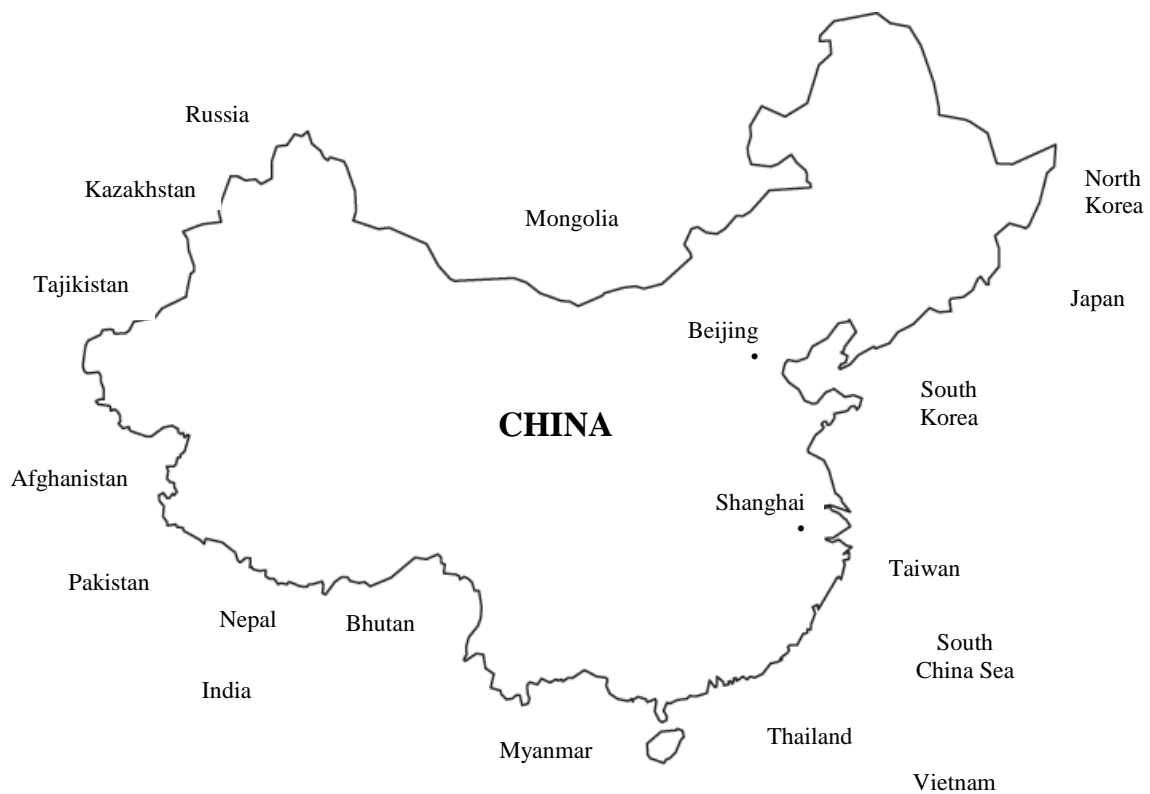 Russia
Kazakhstan
North
Korea
Mongolia
Tajikistan
Japan
Beijing
South
Korea
CHINA
Afghanistan
Shanghai
Taiwan
Pakistan
Nepal
Bhutan
South
China Sea
India
Thailand
Myanmar
Vietnam